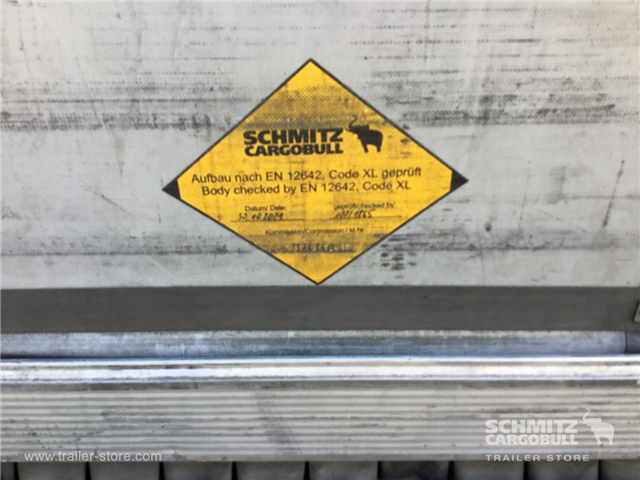 SCHMITZ
CARGOBULL
Aufbau nach EN 12642, Code XL geprüft
Body checked by EN 12642, Code XL
Datum/ Date: geprüft/checked by:
Kommission/Commission / Id.Nr.
SCHMITZ
CARGOBULL
TRAILER STORE
www.trailer-store.com